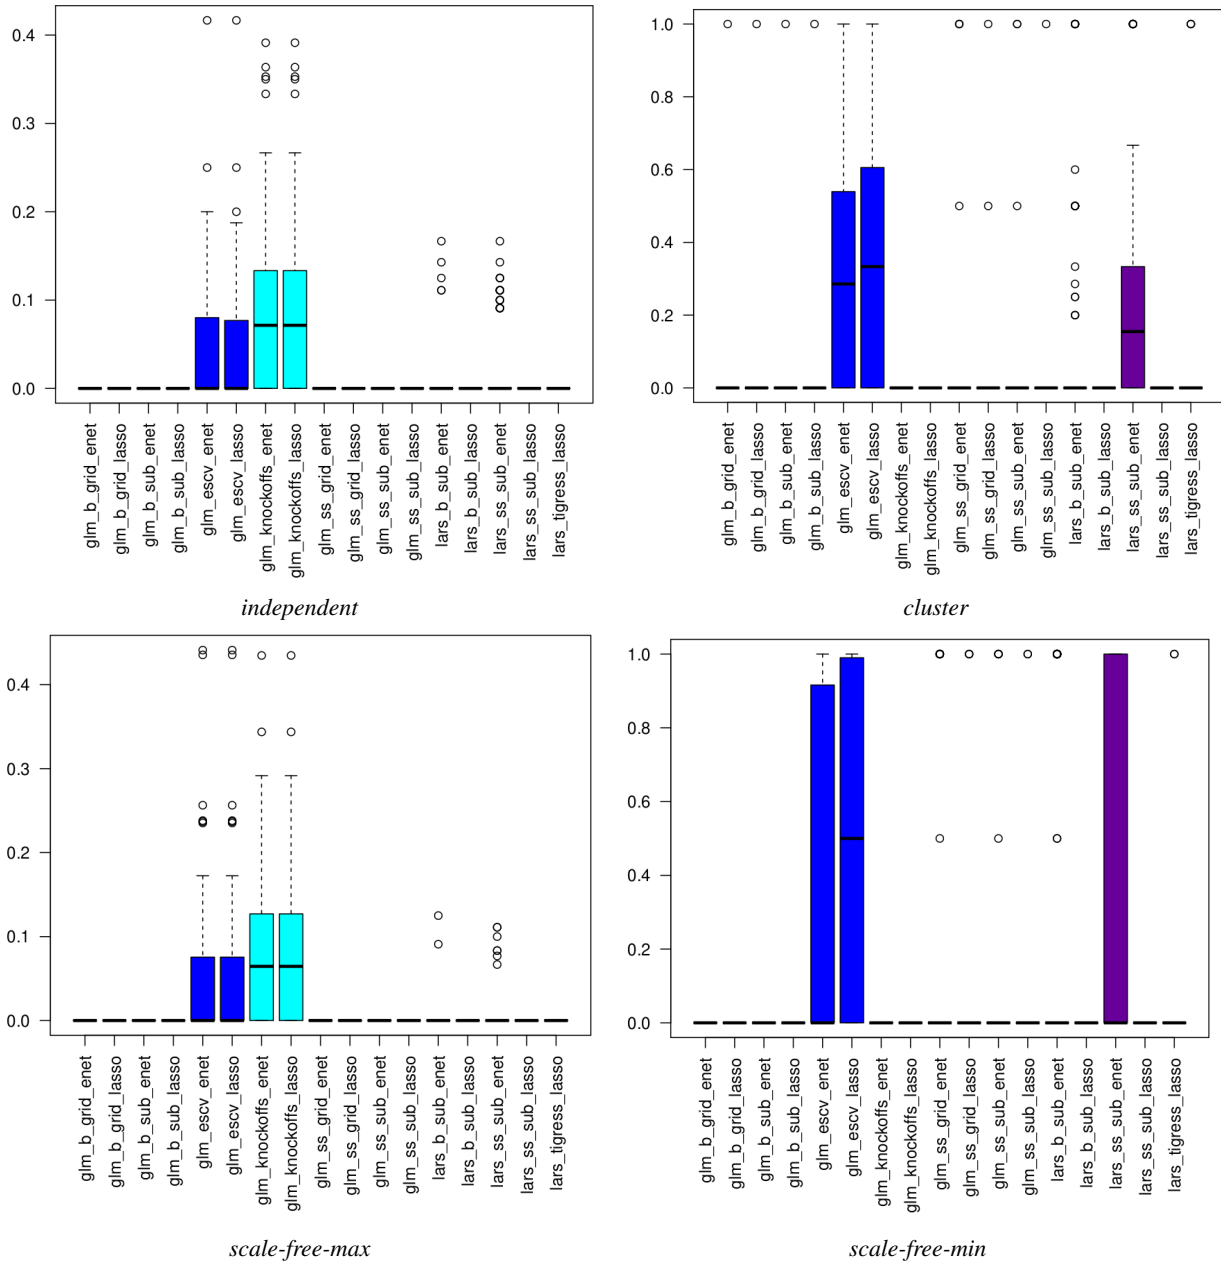 0.4
0.3
0.2
0.1
0.0
glm_b_grid_enet
glm_b_grid_lasso
glm_b_sub_enet
glm_b_sub_lasso
glm_escv_enet
glm_escv_lasso
glm_knockoffs_enet
glm_knockoffs_lasso
glm_ss_grid_enet
glm_ss_grid_lasso
glm_ss_sub_enet
glm_ss_sub_lasso
lars_b_sub_enet
lars_b_sub_lasso
lars_ss_sub_enet
lars_ss_sub_lasso
lars_tigress_lasso
independent
1.0
0.8
0.6
0.4
0.2
0.0
glm_b_grid_enet
glm_b_grid_lasso
glm_b_sub_enet
glm_b_sub_lasso
glm_escv_enet
glm_escv_lasso
glm_knockoffs_enet
glm_knockoffs_lasso
glm_ss_grid_enet
glm_ss_grid_lasso
glm_ss_sub_enet
glm_ss_sub_lasso
lars_b_sub_enet
lars_b_sub_lasso
lars_ss_sub_enet
lars_ss_sub_lasso
lars_tigress_lasso
cluster
0.4
0.3
0.2
0.1
0.0
glm_b_grid_enet
glm_b_grid_lasso
glm_b_sub_enet
glm_b_sub_lasso
glm_escv_enet
glm_escv_lasso
glm_knockoffs_enet
glm_knockoffs_lasso
glm_ss_grid_enet
glm_ss_grid_lasso
glm_ss_sub_enet
glm_ss_sub_lasso
lars_b_sub_enet
lars_b_sub_lasso
lars_ss_sub_enet
lars_ss_sub_lasso
lars_tigress_lasso
scale-free-max
1.0
0.8
0.6
0.4
0.2
0.0
glm_b_grid_enet
glm_b_grid_lasso
glm_b_sub_enet
glm_b_sub_lasso
glm_escv_enet
glm_escv_lasso
glm_knockoffs_enet
glm_knockoffs_lasso
glm_ss_grid_enet
glm_ss_grid_lasso
glm_ss_sub_enet
glm_ss_sub_lasso
lars_b_sub_enet
lars_b_sub_lasso
lars_ss_sub_enet
lars_ss_sub_lasso
lars_tigress_lasso
scale-free-min